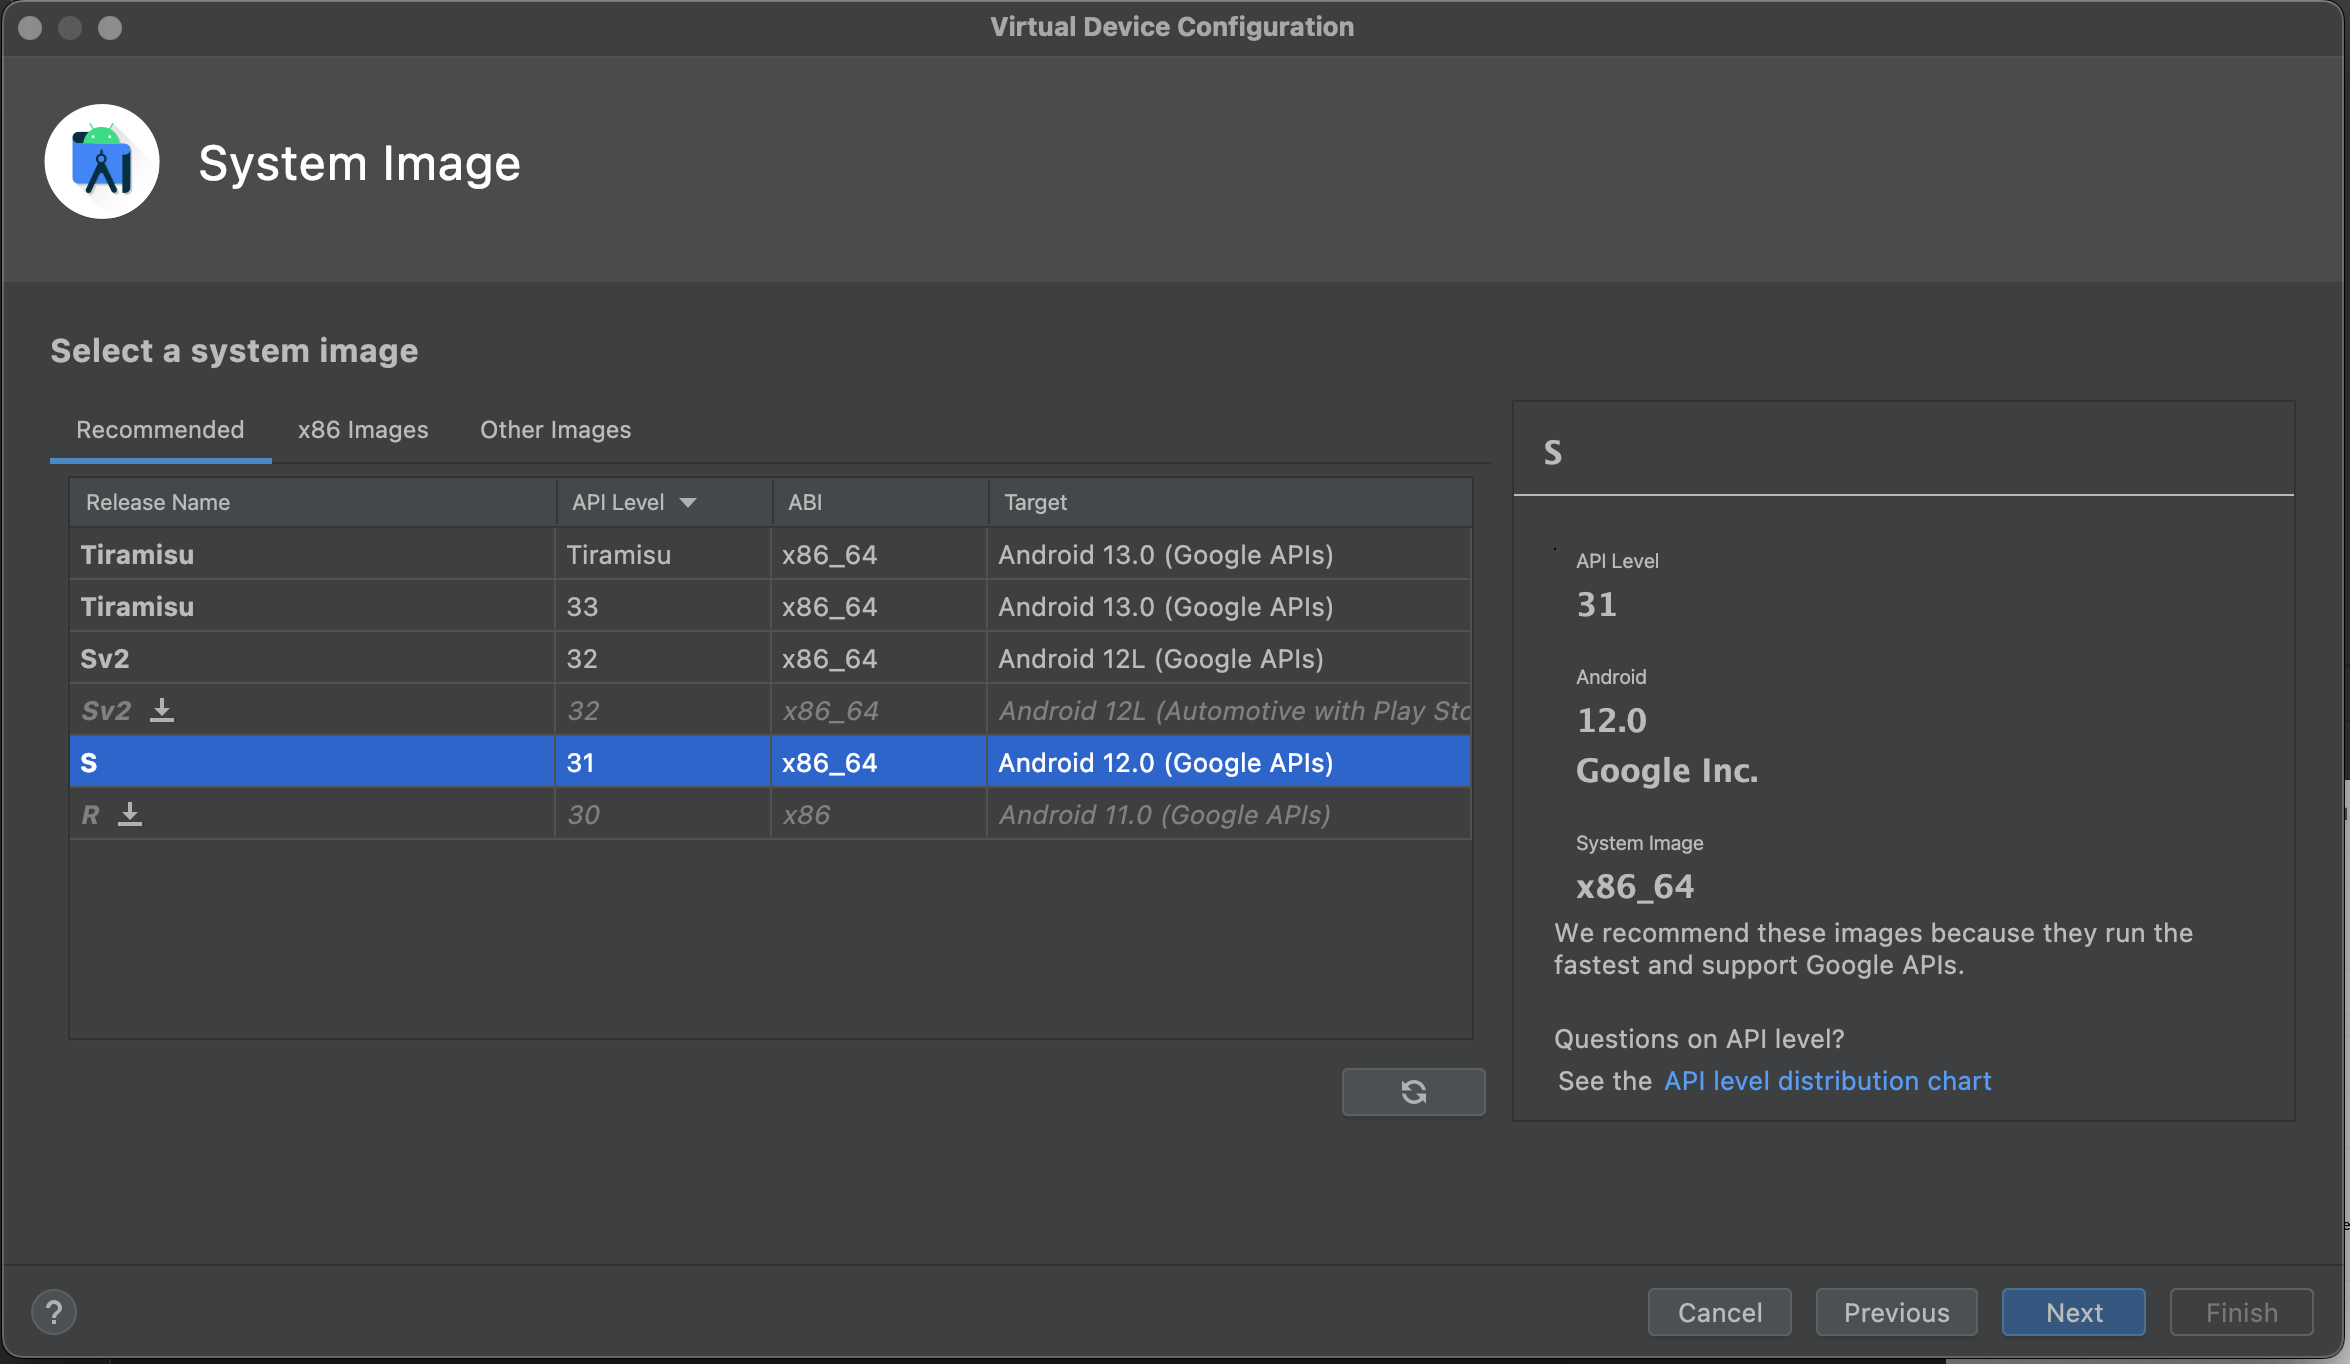 Virtual Device Configuration
System Image
Select a system image
Recommended x86 Images Other Images
Release Name API Level ABI Target
Tiramisu Tiramisu x86_64 Android 13.0 (Google APIs)
Tiramisu 33 x86_64 Android 13.0 (Google APIs)
Sv2 32 x86_64 Android 12L (Google APIs)
Sv2 32 x86_64 Android 12L (Automotive with Play Sto
S 31 x86_64 Android 12.0 (Google APIs)
R 30 x86 Android 11.0 (Google APIs)
S
API Level
31
Android
12.0
Google Inc.
System Image
x86_64
We recommend these images because they run the
fastest and support Google APIs.
Questions on API level?
See the API level distribution chart
? Cancel Previous Next Finish